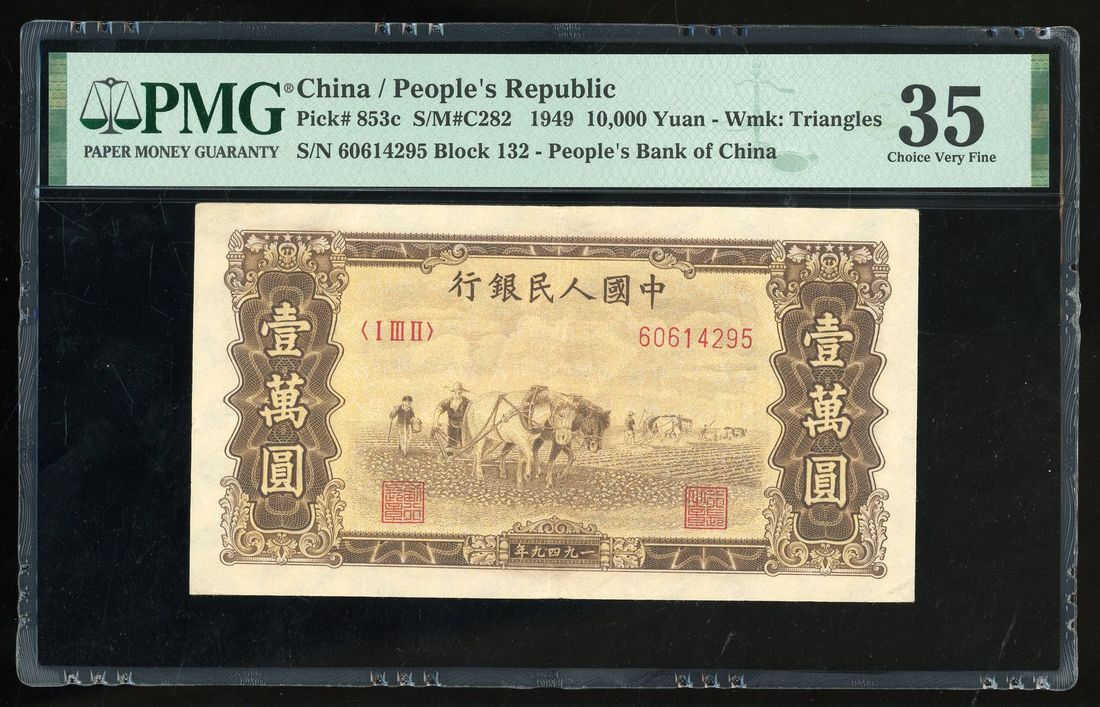 PMG® China / People's Republic 35
Pick# 853c S/M#C282 1949 10,000 Yuan - Wmk: Triangles
PAPER MONEY GUARANTY S/N 60614295 Block 132 - People's Bank of China Choice Very Fine
行銀民人國中
〈I III II〉 60614295
壹萬圓
壹萬圓
年九四九一